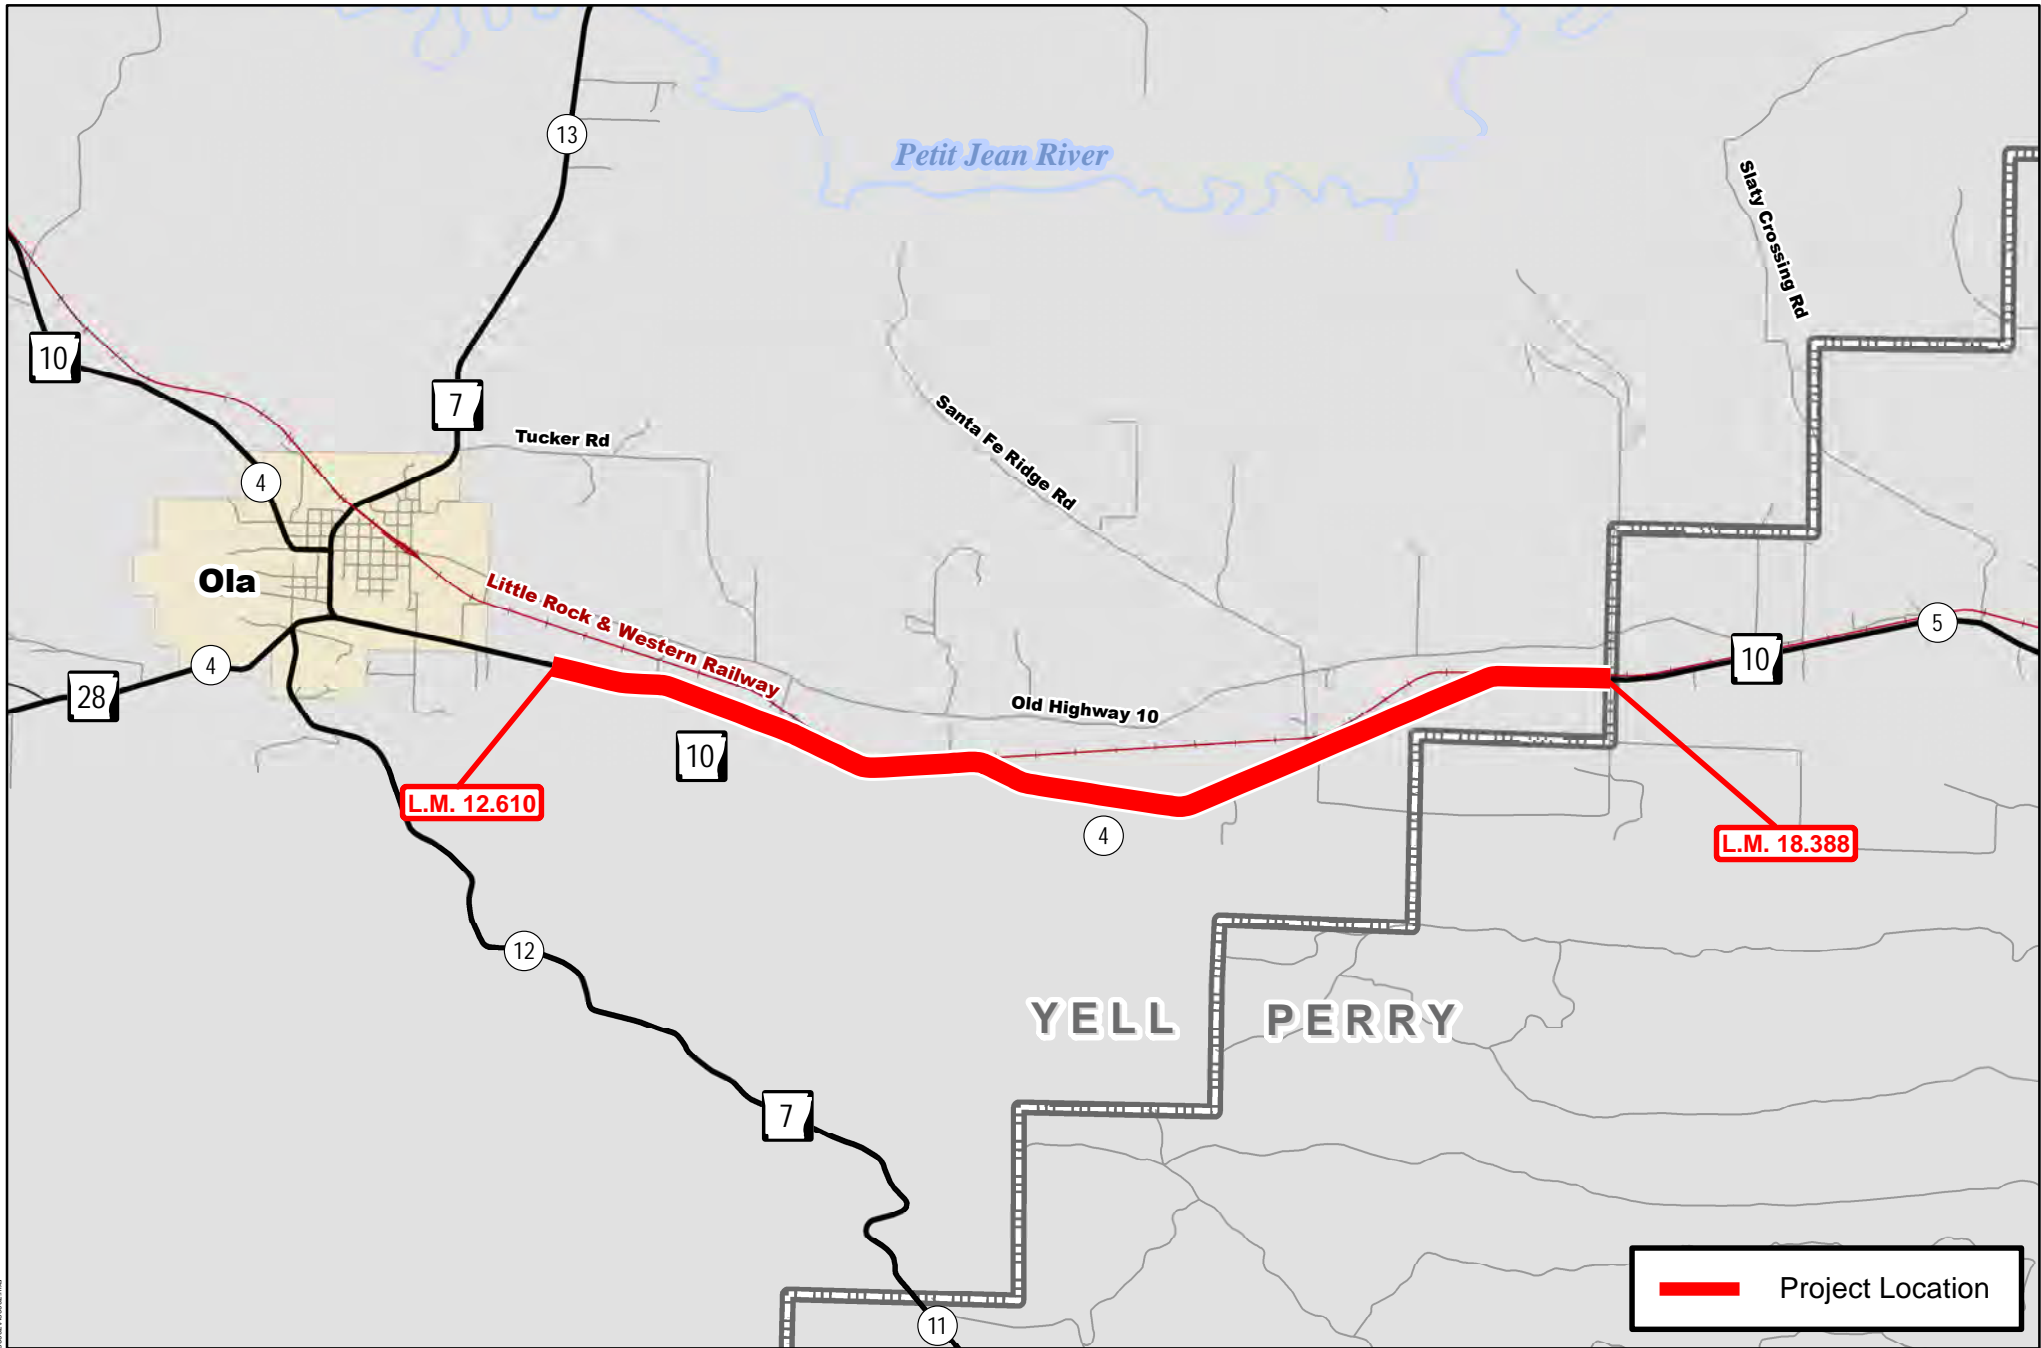 13
Petit Jean River
Slaty Crossing Rd
10
7
Tucker Rd
Santa Fe Ridge Rd
4
Ola
Little Rock & Western Railway
5
10
4
28
Old Highway 10
10
L.M. 12.610
4
L.M. 18.388
12
YELL
PERRY
7
Project Location
11